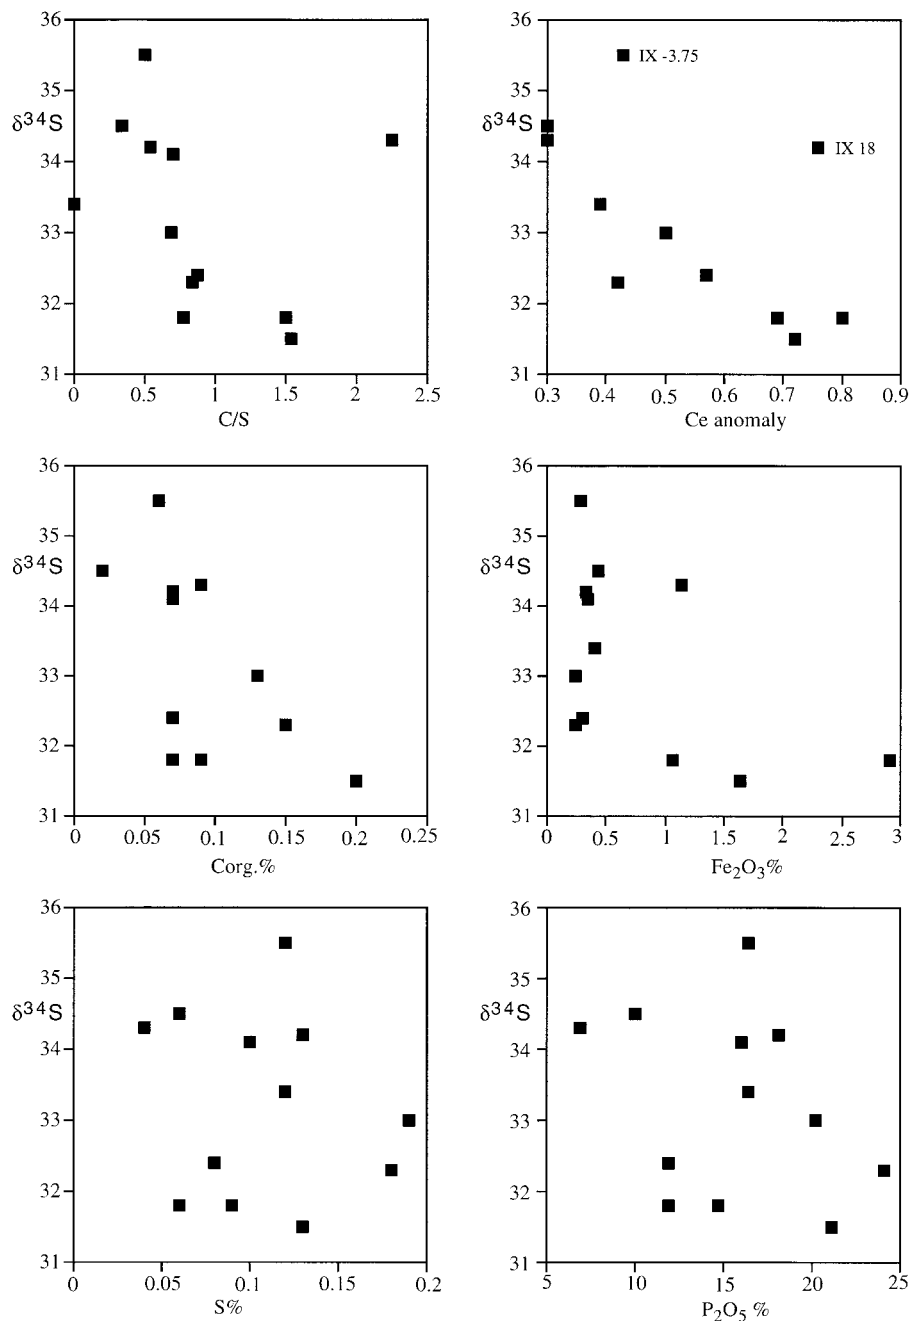 36
35
δ34S
34
33
32
31
0 0.5 1 1.5 2 2.5
C/S
36
IX -3.75
35
δ34S
IX 18
34
33
32
31
0.3 0.4 0.5 0.6 0.7 0.8 0.9
Ce anomaly
36
35
δ34S
34
33
32
31
0 0.05 0.1 0.15 0.2 0.25
Corg.%
36
35
δ34S
34
33
32
31
0 0.5 1 1.5 2 2.5 3
Fe2O3%
36
35
δ34S
34
33
32
31
0 0.05 0.1 0.15 0.2
S%
36
35
δ34S
34
33
32
31
5 10 15 20 25
P2O5 %